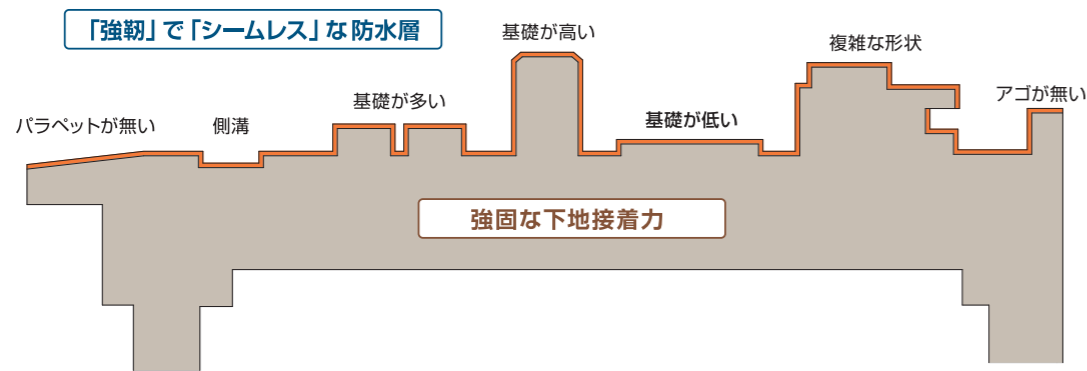 「強靭」で「シームレス」な防水層
基礎が高い
複雑な形状
アゴが無い
基礎が多い
基礎が低い
パラペットが無い
側溝
強固な下地接着力